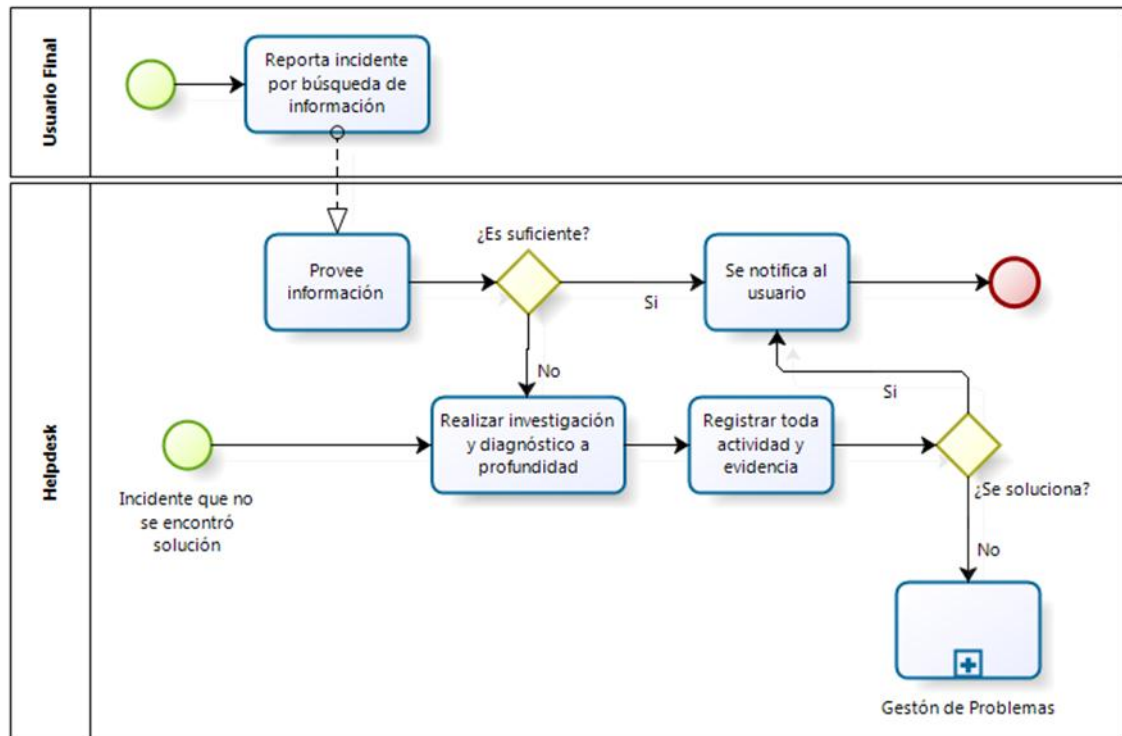 Usuario Final
Reporta incidente
por búsqueda de
información
Helpdesk
Provee
información
¿Es suficiente?
Si
Se notifica al
usuario
No
Realizar investigación
y diagnóstico a
profundidad
Registrar toda
actividad y
evidencia
Si
¿Se soluciona?
Incidente que no
se encontró
solución
No
Gestión de Problemas